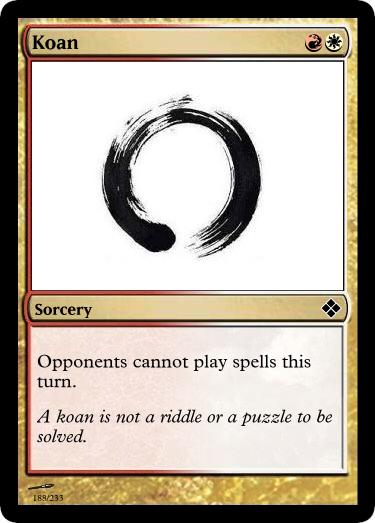 Koan
Sorcery
Opponents cannot play spells this
turn.
A koan is not a riddle or a puzzle to be
solved.
188/233